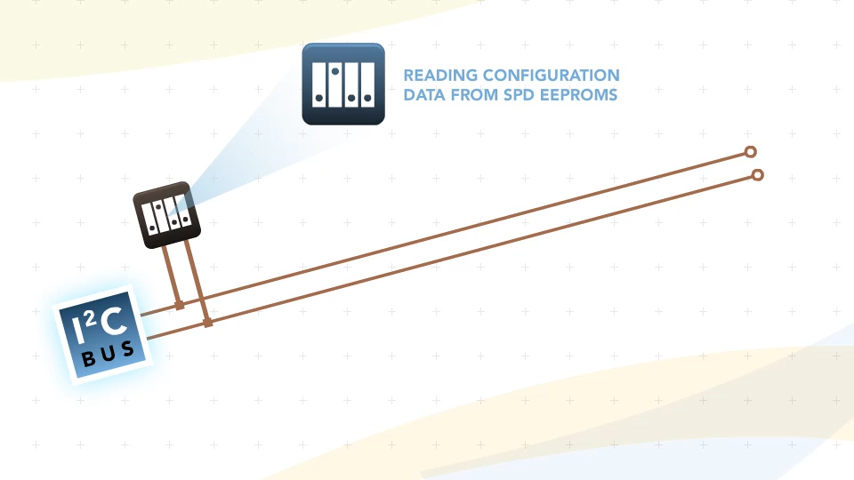 READING CONFIGURATION
DATA FROM SPD EEPROMS
I²C
BUS